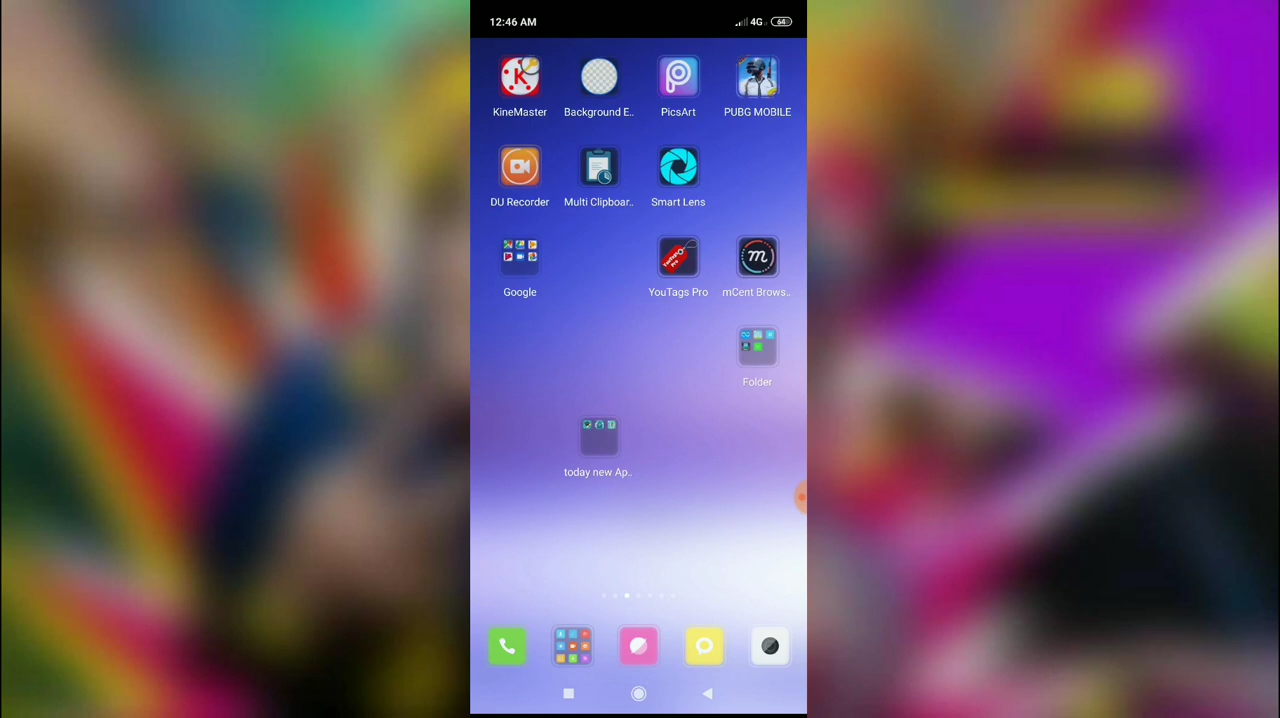 12:46 AM
4G
64
KineMaster
Background E..
PicsArt
PUBG MOBILE
DU Recorder
Multi Clipboar..
Smart Lens
Google
YouTags Pro
mCent Brows..
Folder
today new Ap..